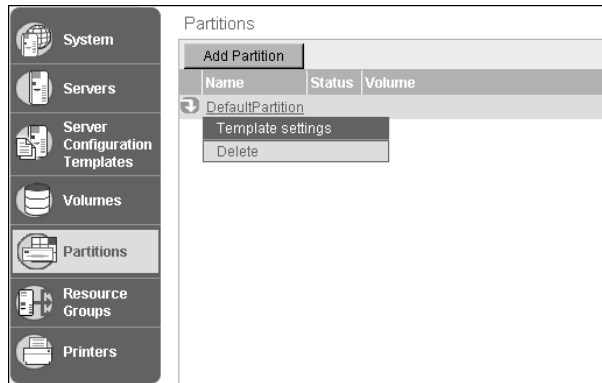 System
Servers
Server
Configuration
Templates
Volumes
Partitions
Resource
Groups
Printers
Partitions
Add Partition
Name Status Volume
DefaultPartition
Template settings
Delete